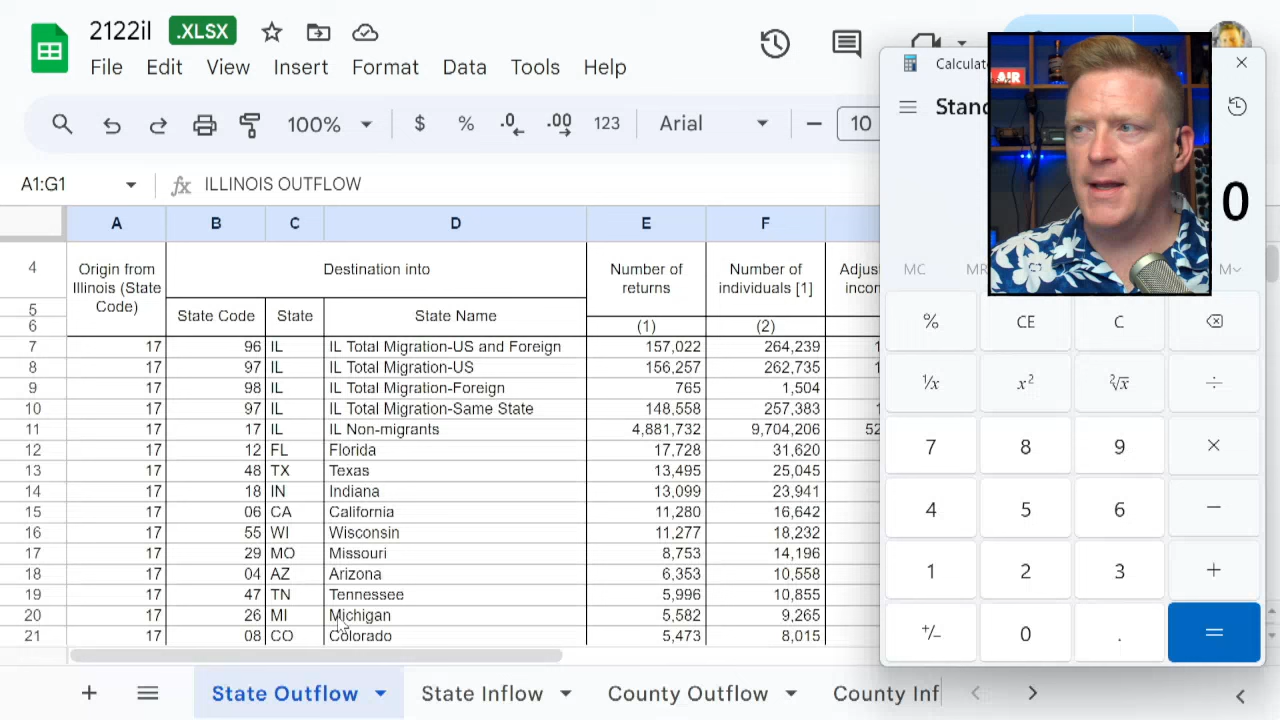 2122il .XLSX
File Edit View Insert Format Data Tools Help
100% $ % .0 .00 123 Arial 10
A1:G1 fx ILLINOIS OUTFLOW
A B C D E F
4 Origin from Illinois (State Code) Destination into Number of returns Number of individuals [1]
5 State Code State State Name
6 (1) (2)
7 17 96 IL IL Total Migration-US and Foreign 157,022 264,239
8 17 97 IL IL Total Migration-US 156,257 262,735
9 17 98 IL IL Total Migration-Foreign 765 1,504
10 17 97 IL IL Total Migration-Same State 148,558 257,383
11 17 17 IL IL Non-migrants 4,881,732 9,704,206
12 17 12 FL Florida 17,728 31,620
13 17 48 TX Texas 13,495 25,045
14 17 18 IN Indiana 13,099 23,941
15 17 06 CA California 11,280 16,642
16 17 55 WI Wisconsin 11,277 18,232
17 17 29 MO Missouri 8,753 14,196
18 17 04 AZ Arizona 6,353 10,558
19 17 47 TN Tennessee 5,996 10,855
20 17 26 MI Michigan 5,582 9,265
21 17 08 CO Colorado 5,473 8,015
State Outflow State Inflow County Outflow County Inf
AIR
0
MC M
% CE C
1/x x² ²√x ÷
7 8 9 ×
4 5 6 −
1 2 3 +
+/− 0 . =